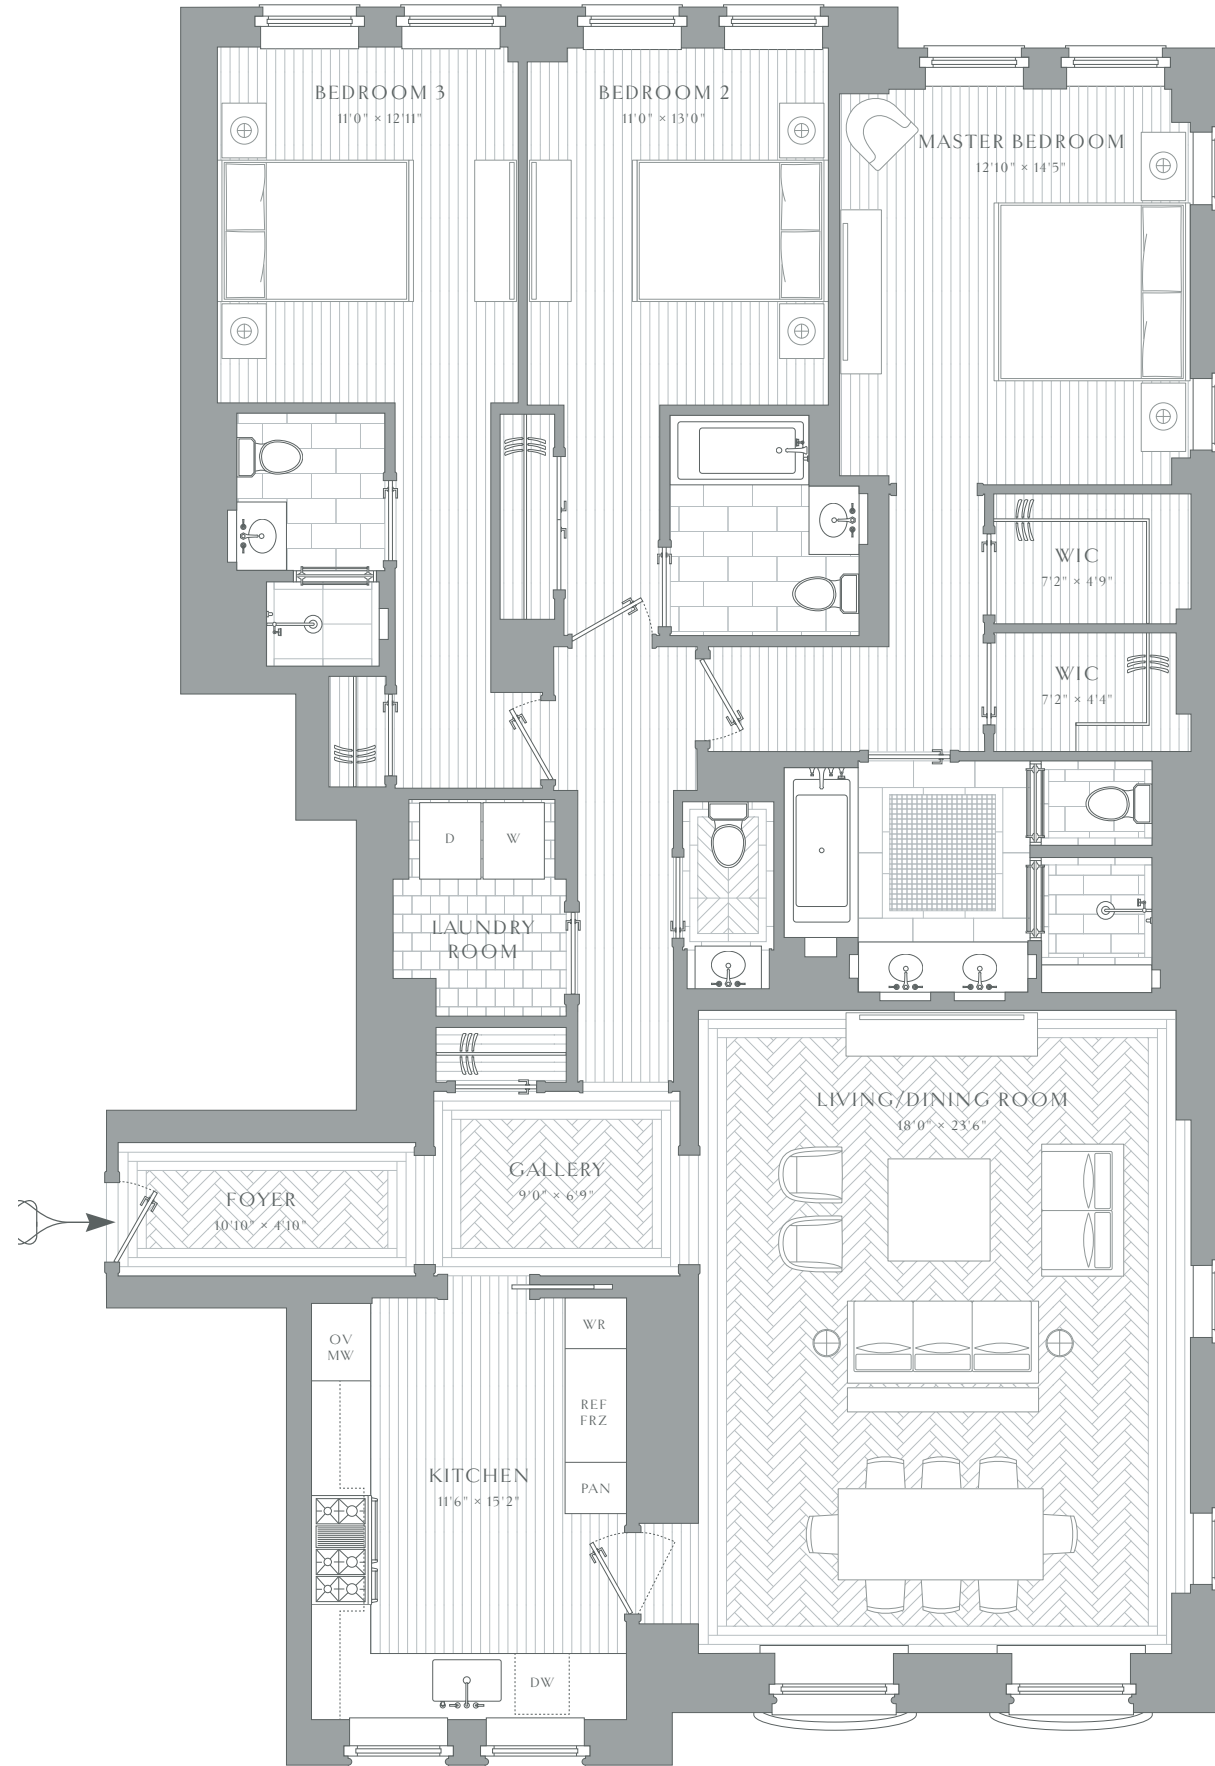 BEDROOM 3
11'0" × 12'11"
BEDROOM 2
11'0" × 13'0"
MASTER BEDROOM
12'10" × 14'5"
WIC
7'2" × 4'9"
WIC
7'2" × 4'4"
D
W
LAUNDRY
ROOM
LIVING/DINING ROOM
18'0" × 23'6"
GALLERY
9'0" × 6'9"
FOYER
10'10" × 4'10"
OV
MW
WR
REF
FRZ
KITCHEN
11'6" × 15'2"
PAN
DW